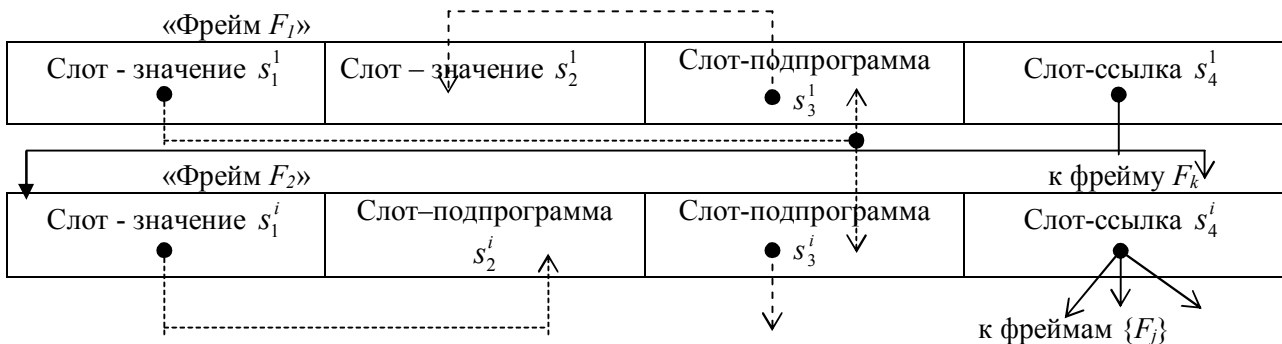 «Фрейм F₁»
Слот - значение s₁¹
Слот – значение s₂¹
Слот-подпрограмма
s₃¹
Слот-ссылка s₄¹
«Фрейм F₂»
к фрейму Fₖ
Слот - значение s₁ⁱ
Слот–подпрограмма
s₂ⁱ
Слот-подпрограмма
s₃ⁱ
Слот-ссылка s₄ⁱ
к фреймам {Fⱼ}